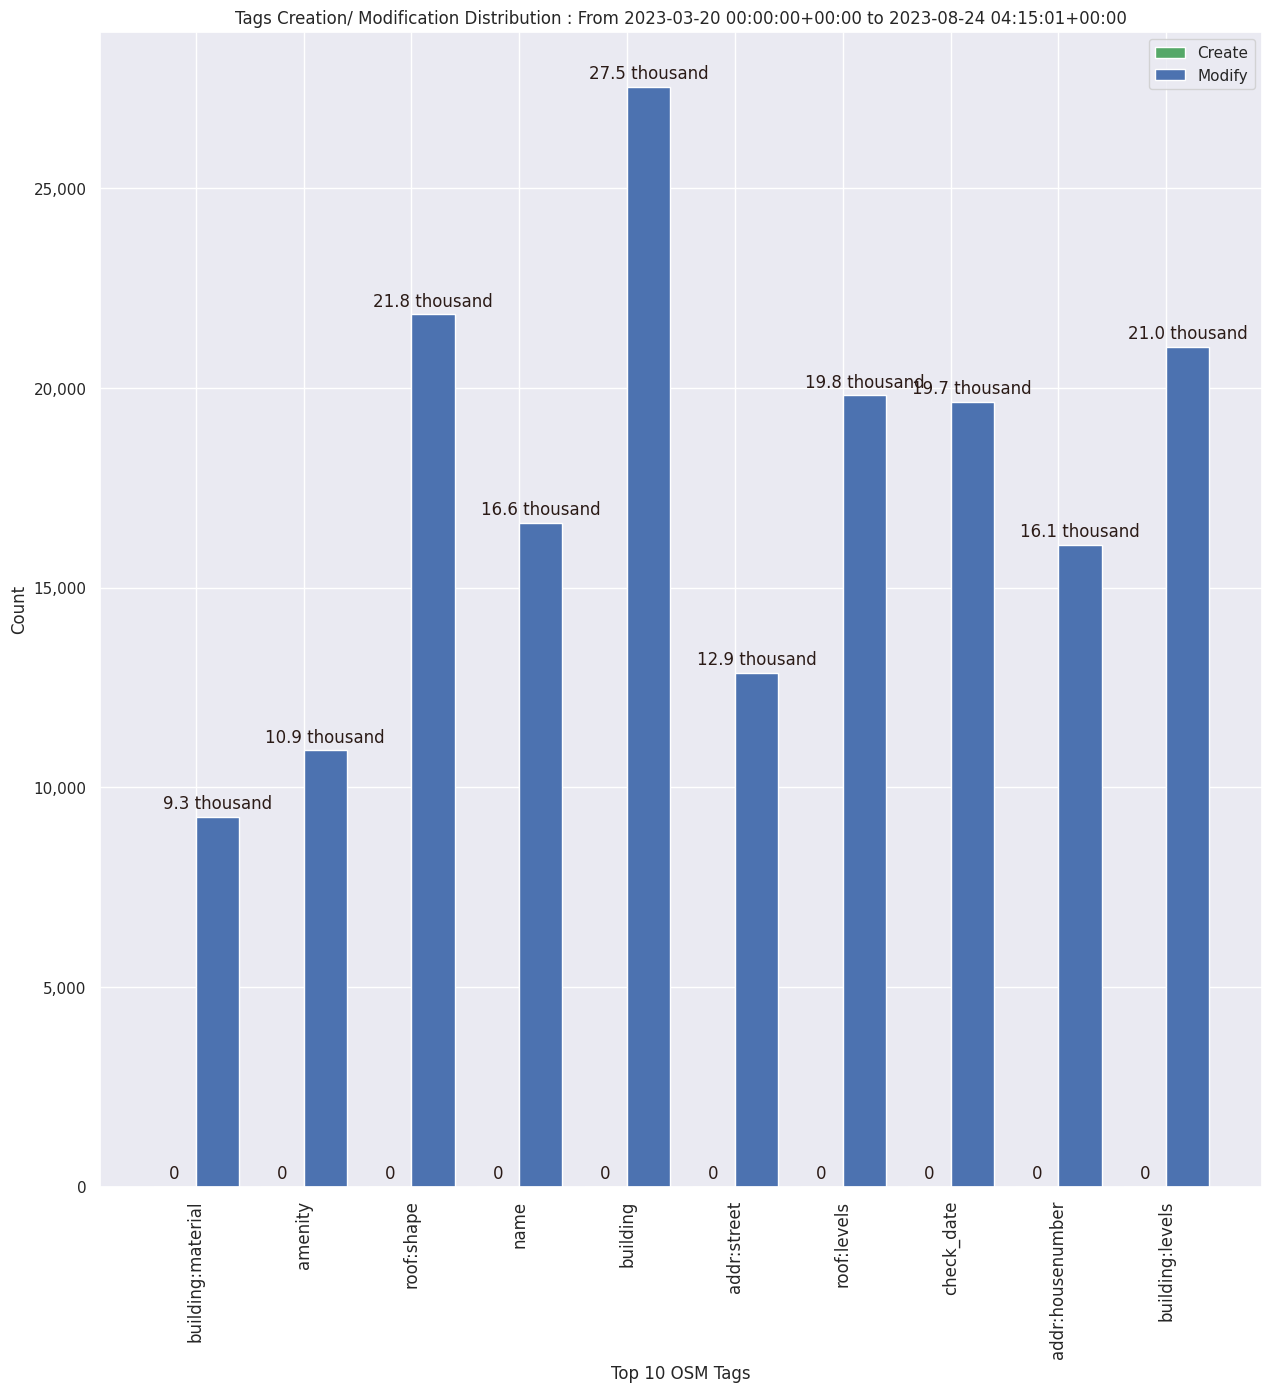 Tags Creation/ Modification Distribution : From 2023-03-20 00:00:00+00:00 to 2023-08-24 04:15:01+00:00
Create
Modify
27.5 thousand
25,000
21.8 thousand
21.0 thousand
20,000
19.8 thousand
19.7 thousand
16.6 thousand
16.1 thousand
15,000
Count
12.9 thousand
10.9 thousand
10,000
9.3 thousand
5,000
0
0
0
0
0
0
0
0
0
0
0
building:material
amenity
roof:shape
name
building
addr:street
roof:levels
check_date
addr:housenumber
building:levels
Top 10 OSM Tags